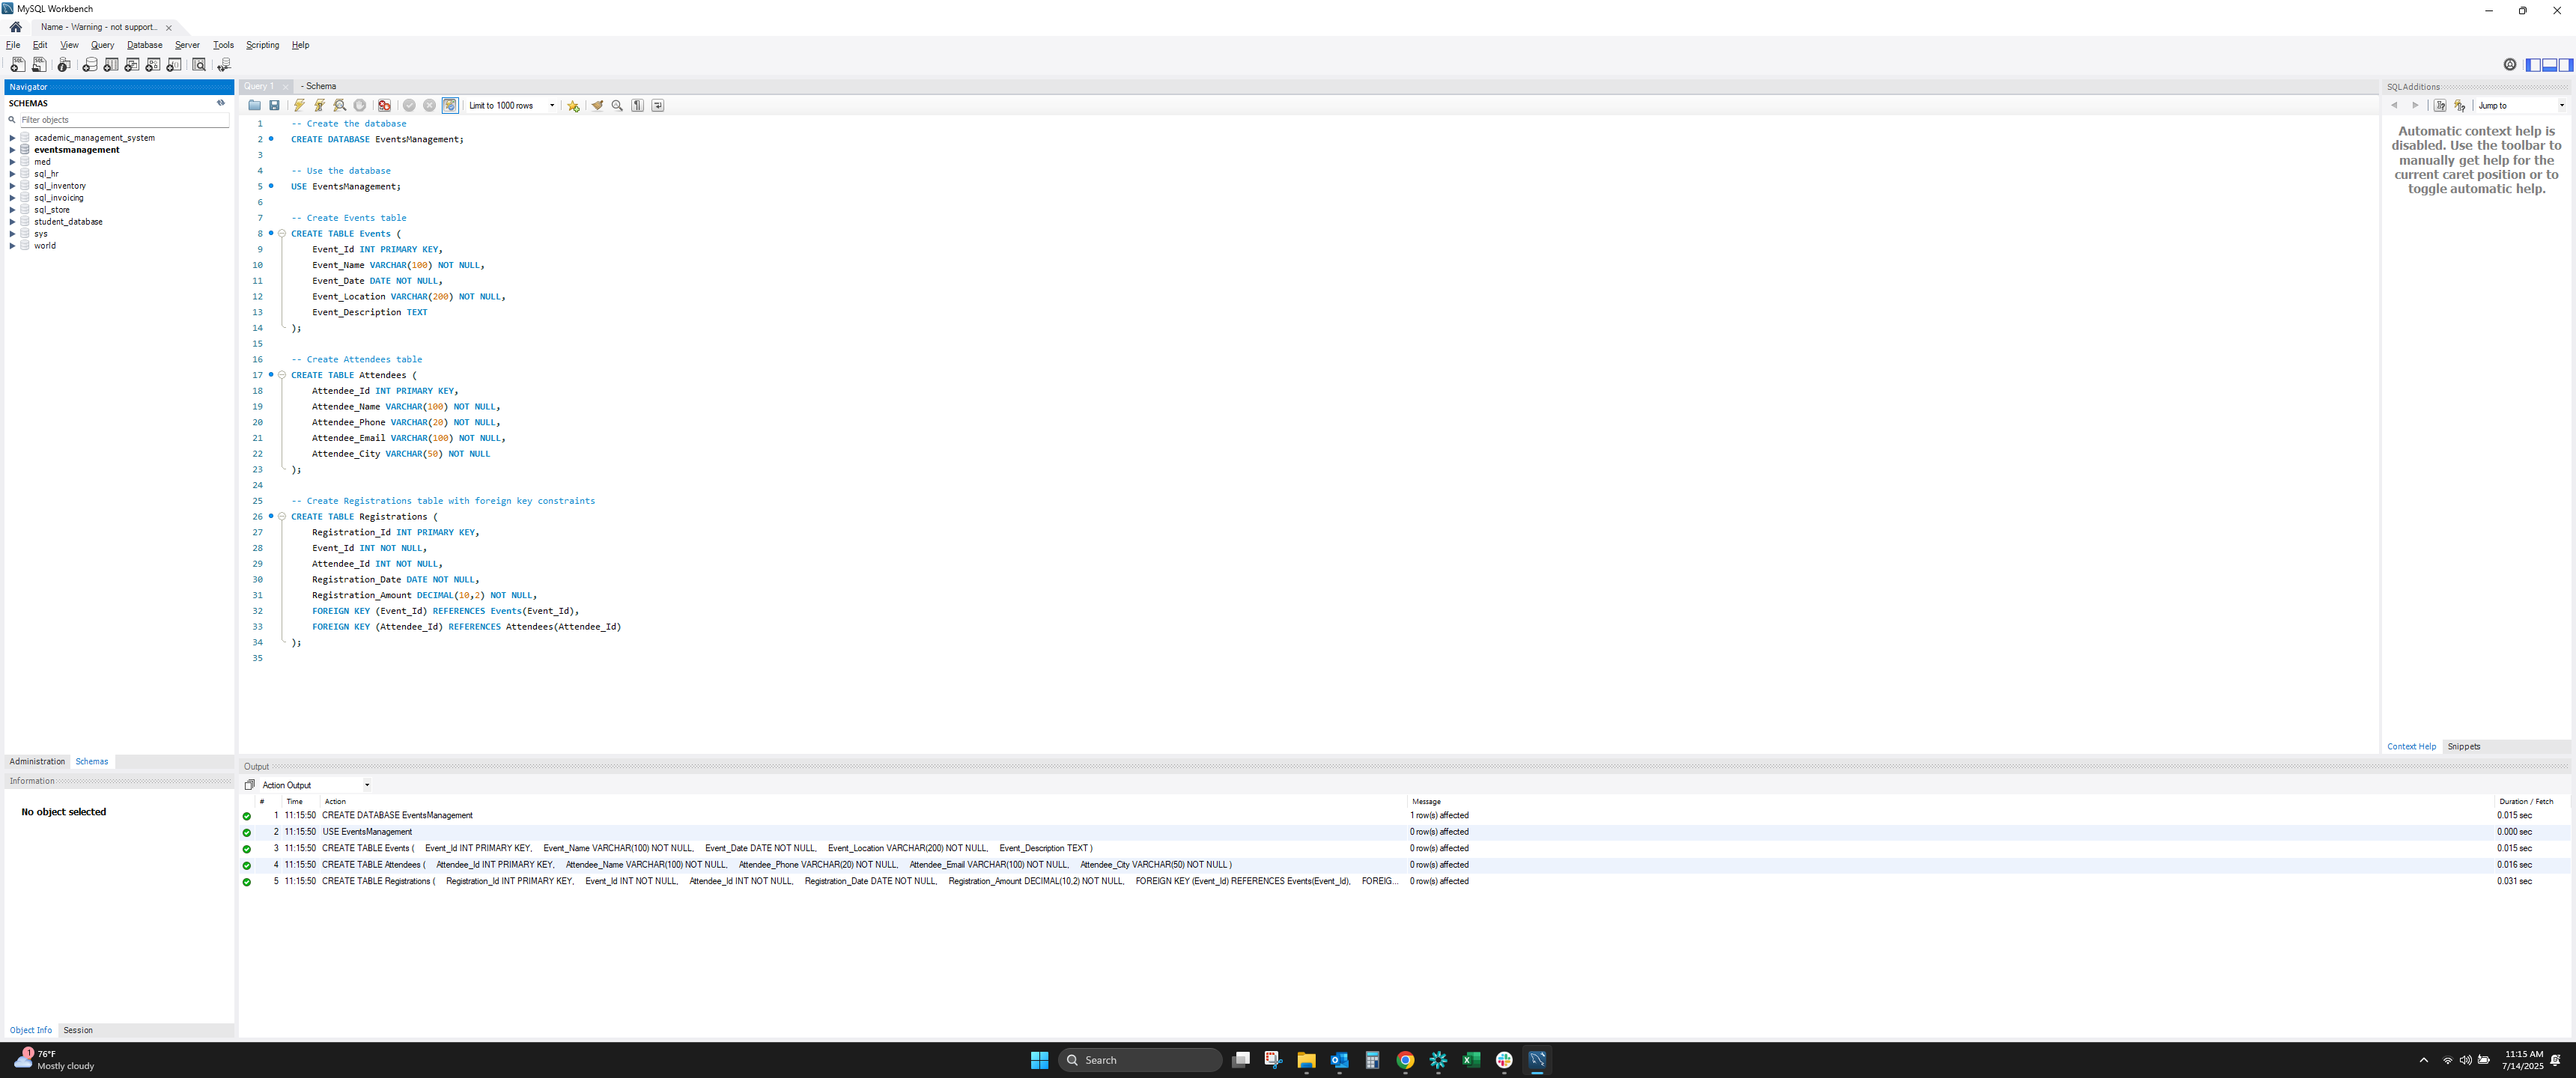 MySQL Workbench
Name - Warning - not support...
File Edit View Query Database Server Tools Scripting Help
Navigator
SCHEMAS
Filter objects
academic_management_system
eventsmanagement
med
sql_hr
sql_inventory
sql_invoicing
sql_store
student_database
sys
world
Administration Schemas
Information
No object selected
Object Info Session
Query 1 - Schema
Limit to 1000 rows
1 -- Create the database
2 CREATE DATABASE EventsManagement;
3
4 -- Use the database
5 USE EventsManagement;
6
7 -- Create Events table
8 CREATE TABLE Events (
9 Event_Id INT PRIMARY KEY,
10 Event_Name VARCHAR(100) NOT NULL,
11 Event_Date DATE NOT NULL,
12 Event_Location VARCHAR(200) NOT NULL,
13 Event_Description TEXT
14 );
15
16 -- Create Attendees table
17 CREATE TABLE Attendees (
18 Attendee_Id INT PRIMARY KEY,
19 Attendee_Name VARCHAR(100) NOT NULL,
20 Attendee_Phone VARCHAR(20) NOT NULL,
21 Attendee_Email VARCHAR(100) NOT NULL,
22 Attendee_City VARCHAR(50) NOT NULL
23 );
24
25 -- Create Registrations table with foreign key constraints
26 CREATE TABLE Registrations (
27 Registration_Id INT PRIMARY KEY,
28 Event_Id INT NOT NULL,
29 Attendee_Id INT NOT NULL,
30 Registration_Date DATE NOT NULL,
31 Registration_Amount DECIMAL(10,2) NOT NULL,
32 FOREIGN KEY (Event_Id) REFERENCES Events(Event_Id),
33 FOREIGN KEY (Attendee_Id) REFERENCES Attendees(Attendee_Id)
34 );
35
SQLAdditions
Jump to
Automatic context help is
disabled. Use the toolbar to
manually get help for the
current caret position or to
toggle automatic help.
Context Help Snippets
Output
Action Output
# Time Action Message Duration / Fetch
1 11:15:50 CREATE DATABASE EventsManagement 1 row(s) affected 0.015 sec
2 11:15:50 USE EventsManagement 0 row(s) affected 0.000 sec
3 11:15:50 CREATE TABLE Events ( Event_Id INT PRIMARY KEY, Event_Name VARCHAR(100) NOT NULL, Event_Date DATE NOT NULL, Event_Location VARCHAR(200) NOT NULL, Event_Description TEXT ) 0 row(s) affected 0.015 sec
4 11:15:50 CREATE TABLE Attendees ( Attendee_Id INT PRIMARY KEY, Attendee_Name VARCHAR(100) NOT NULL, Attendee_Phone VARCHAR(20) NOT NULL, Attendee_Email VARCHAR(100) NOT NULL, Attendee_City VARCHAR(50) NOT NULL ) 0 row(s) affected 0.016 sec
5 11:15:50 CREATE TABLE Registrations ( Registration_Id INT PRIMARY KEY, Event_Id INT NOT NULL, Attendee_Id INT NOT NULL, Registration_Date DATE NOT NULL, Registration_Amount DECIMAL(10,2) NOT NULL, FOREIGN KEY (Event_Id) REFERENCES Events(Event_Id), FOREIG... 0 row(s) affected 0.031 sec
1
76°F
Mostly cloudy
Search
11:15 AM
7/14/2025